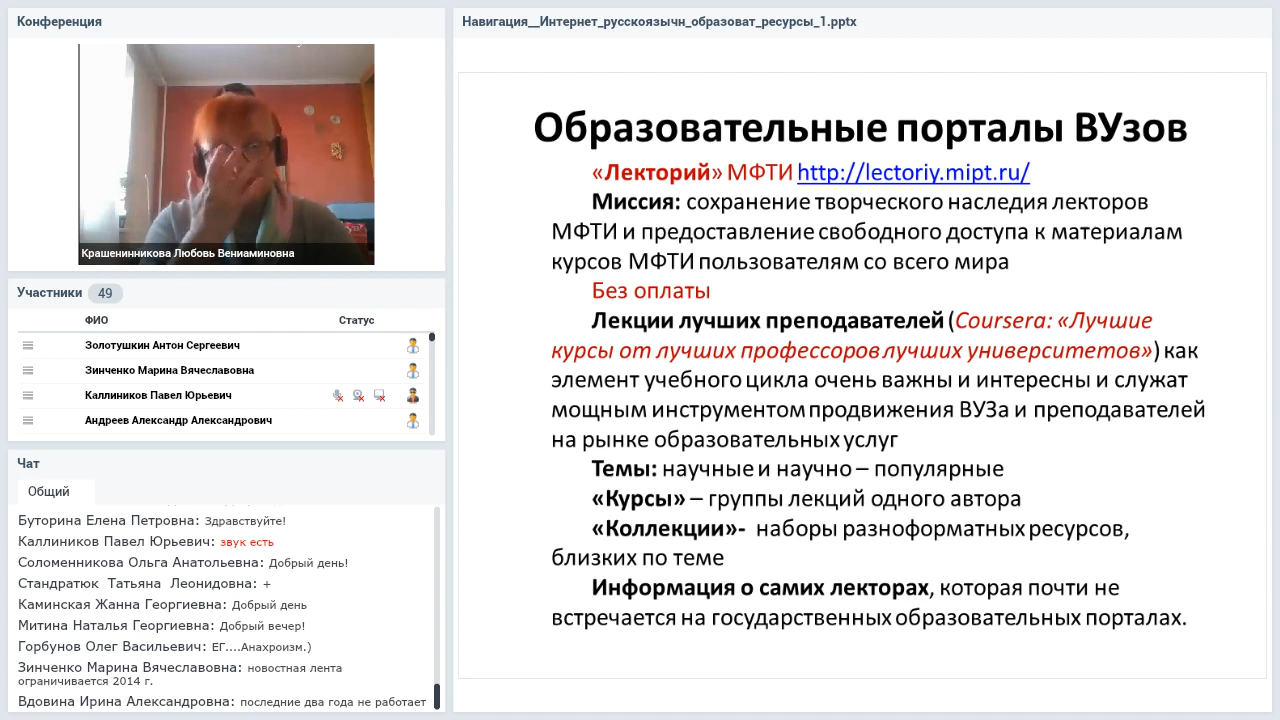 Конференция
Крашенинникова Любовь Вениаминовна
Участники 49
ФИО Статус
Золотушкин Антон Сергеевич
Зинченко Марина Вячеславовна
Каллиников Павел Юрьевич
Андреев Александр Александрович
Чат
Общий
Буторина Елена Петровна: Здравствуйте!
Каллиников Павел Юрьевич: звук есть
Соломенникова Ольга Анатольевна: Добрый день!
Стандратюк Татьяна Леонидовна: +
Каминская Жанна Георгиевна: Добрый день
Митина Наталья Георгиевна: Добрый вечер!
Горбунов Олег Васильевич: ЕГ....Анахроизм.)
Зинченко Марина Вячеславовна: новостная лента
ограничивается 2014 г.
Вдовина Ирина Александровна: последние два года не работает
Навигация__Интернет_русскоязычн_образоват_ресурсы_1.pptx
Образовательные порталы ВУзов
«Лекторий» МФТИ http://lectoriy.mipt.ru/
Миссия: сохранение творческого наследия лекторов
МФТИ и предоставление свободного доступа к материалам
курсов МФТИ пользователям со всего мира
Без оплаты
Лекции лучших преподавателей (Coursera: «Лучшие
курсы от лучших профессоров лучших университетов») как
элемент учебного цикла очень важны и интересны и служат
мощным инструментом продвижения ВУЗа и преподавателей
на рынке образовательных услуг
Темы: научные и научно – популярные
«Курсы» – группы лекций одного автора
«Коллекции»- наборы разноформатных ресурсов,
близких по теме
Информация о самих лекторах, которая почти не
встречается на государственных образовательных порталах.